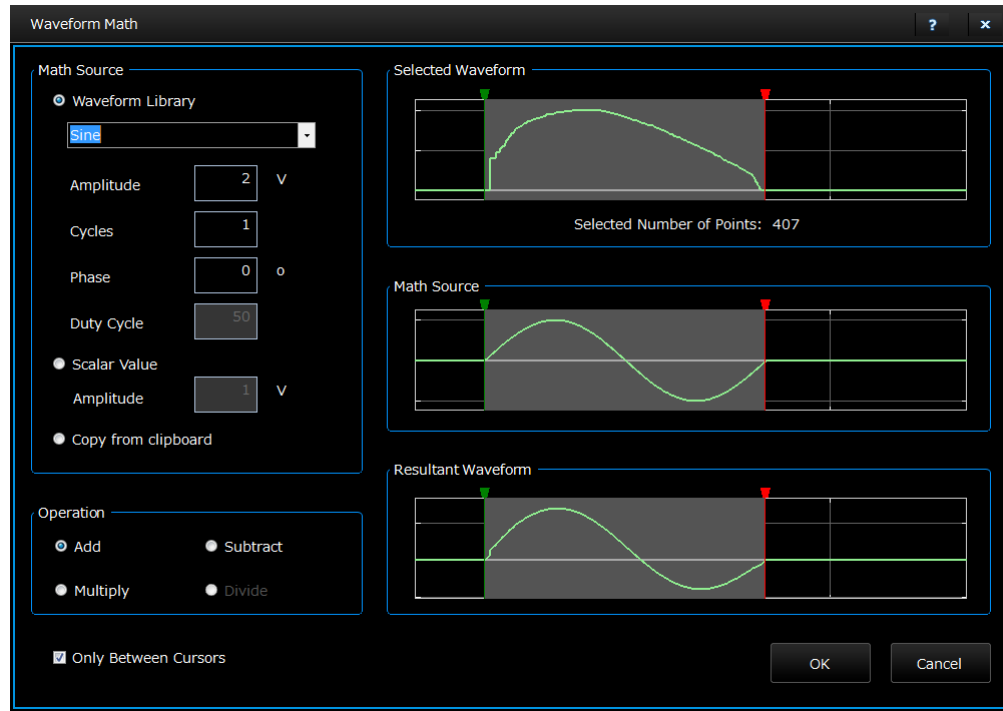 Waveform Math
?
x
Math Source
Waveform Library
Sine
Amplitude 2 V
Cycles 1
Phase 0 o
Duty Cycle 50
Scalar Value
Amplitude 1 V
Copy from clipboard
Operation
Add Subtract
Multiply Divide
Only Between Cursors
Selected Waveform
Selected Number of Points: 407
Math Source
Resultant Waveform
OK
Cancel